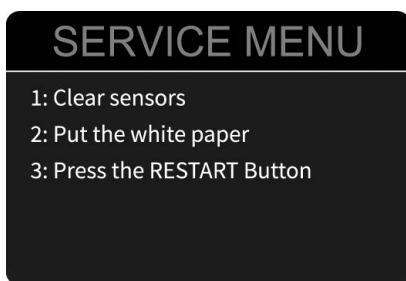 SERVICE MENU
1: Clear sensors
2: Put the white paper
3: Press the RESTART Button